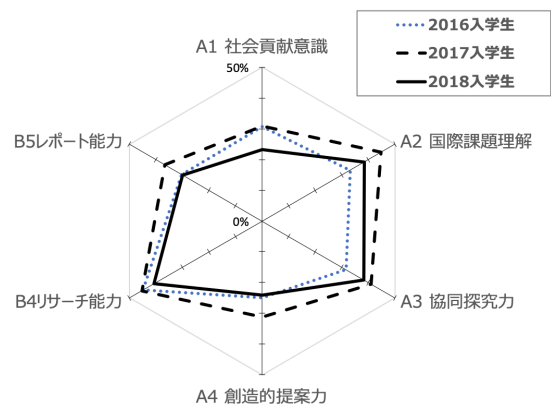 2016入学生
2017入学生
2018入学生
A1 社会貢献意識
50%
B5レポート能力
A2 国際課題理解
0%
B4リサーチ能力
A3 協同探究力
A4 創造的提案力